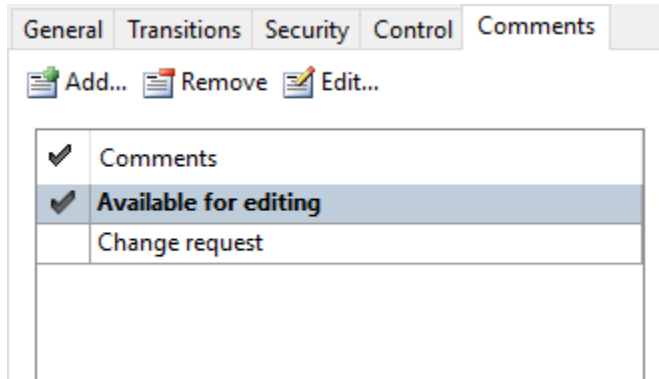 General Transitions Security Control Comments
Add... Remove Edit...
Comments
Available for editing
Change request